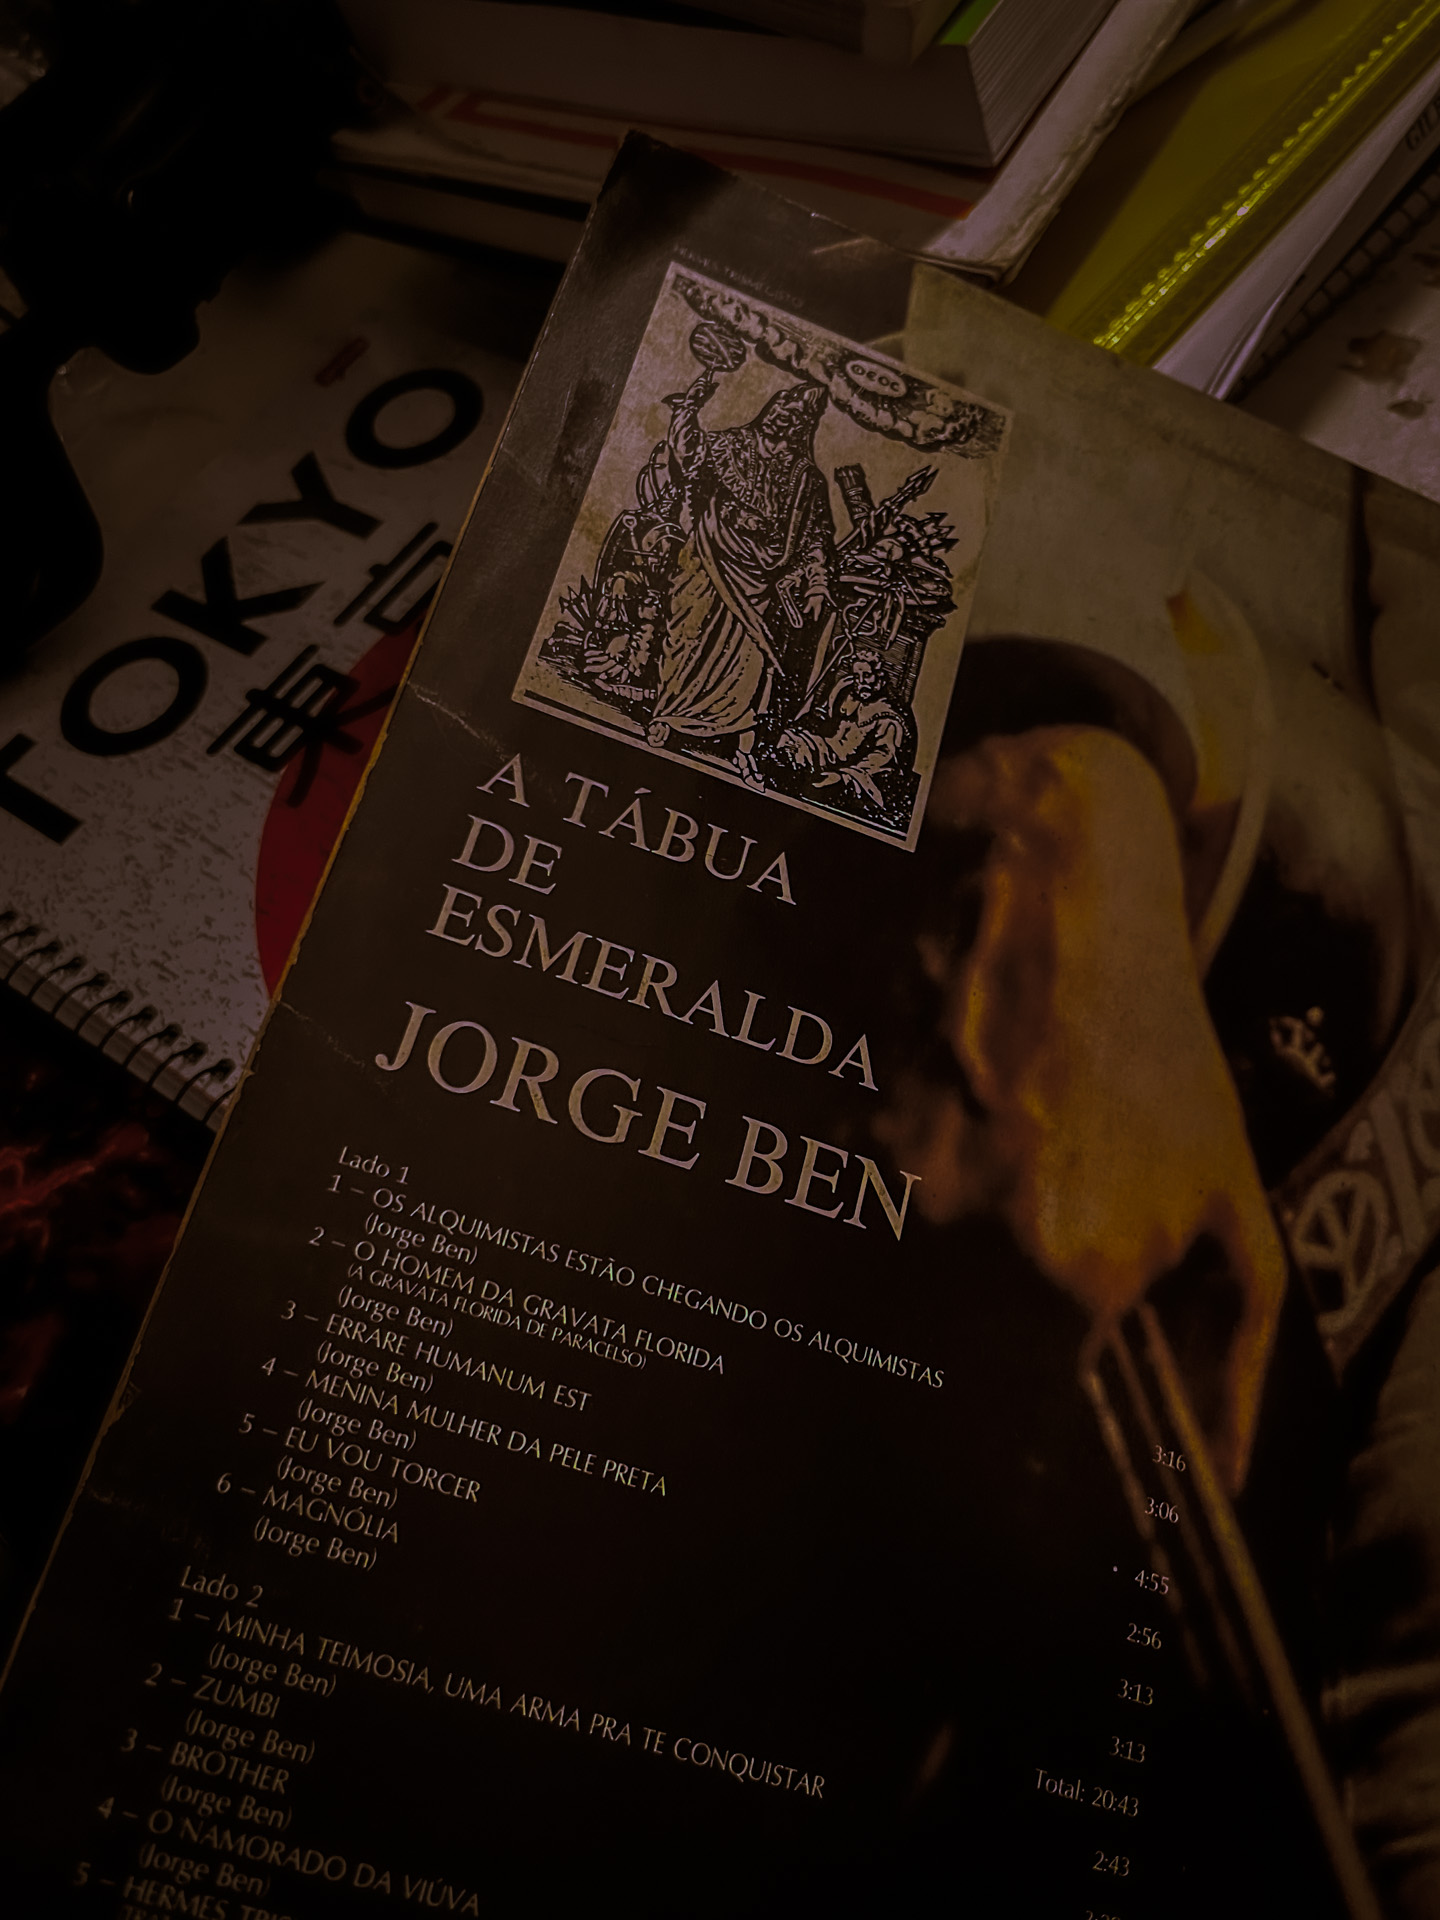 TOKYO
東京
A TÁBUA
DE
ESMERALDA
JORGE BEN
Lado 1
1 – OS ALQUIMISTAS ESTÃO CHEGANDO OS ALQUIMISTAS
(Jorge Ben)
3:16
2 – O HOMEM DA GRAVATA FLORIDA
(A GRAVATA FLORIDA DE PARACELSO)
(Jorge Ben)
3:06
3 – ERRARE HUMANUM EST
(Jorge Ben)
4:55
4 – MENINA MULHER DA PELE PRETA
(Jorge Ben)
2:56
5 – EU VOU TORCER
(Jorge Ben)
3:13
6 – MAGNÓLIA
(Jorge Ben)
3:13
Total: 20:43
Lado 2
1 – MINHA TEIMOSIA, UMA ARMA PRA TE CONQUISTAR
(Jorge Ben)
2:43
2 – ZUMBI
(Jorge Ben)
3 – BROTHER
(Jorge Ben)
4 – O NAMORADO DA VIÚVA
(Jorge Ben)
5 – HERMES